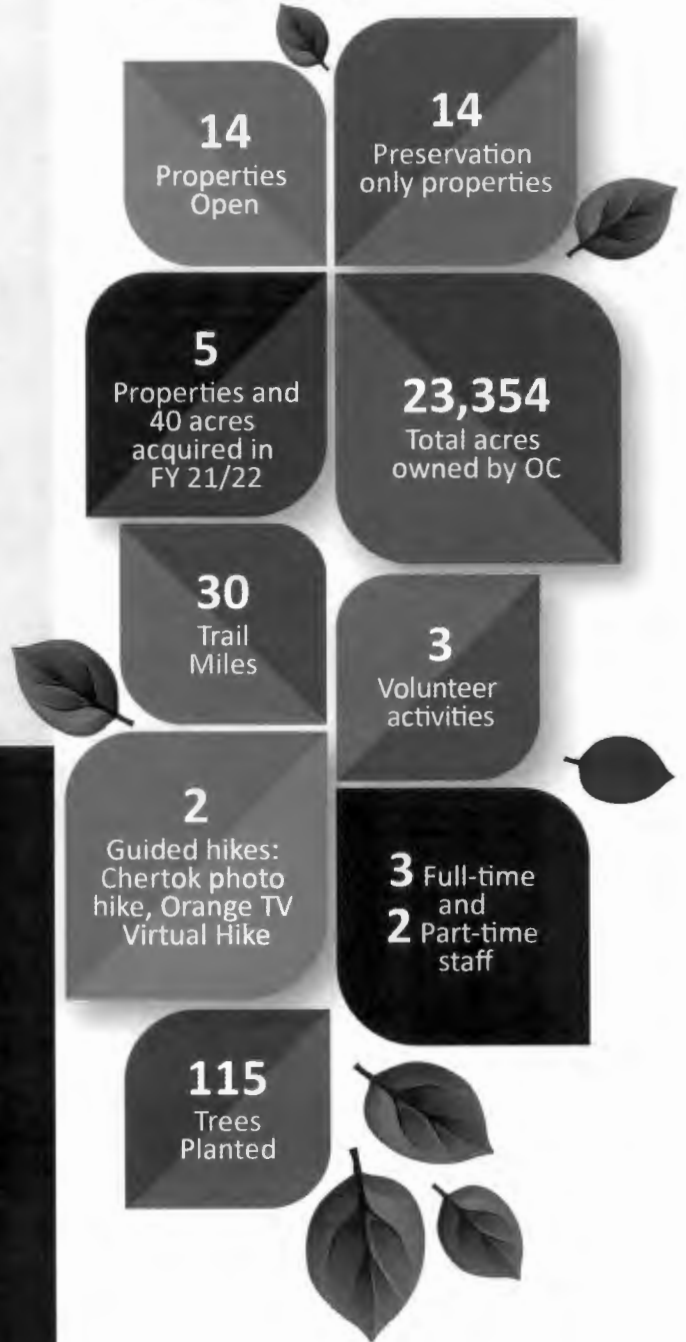 14
Properties
Open
14
Preservation
only properties
5
Properties and
40 acres
acquired in
FY 21/22
23,354
Total acres
owned by OC
30
Trail
Miles
3
Volunteer
activities
2
Guided hikes:
Chertok photo
hike, Orange TV
Virtual Hike
3 Full-time
and
2 Part-time
staff
115
Trees
Planted